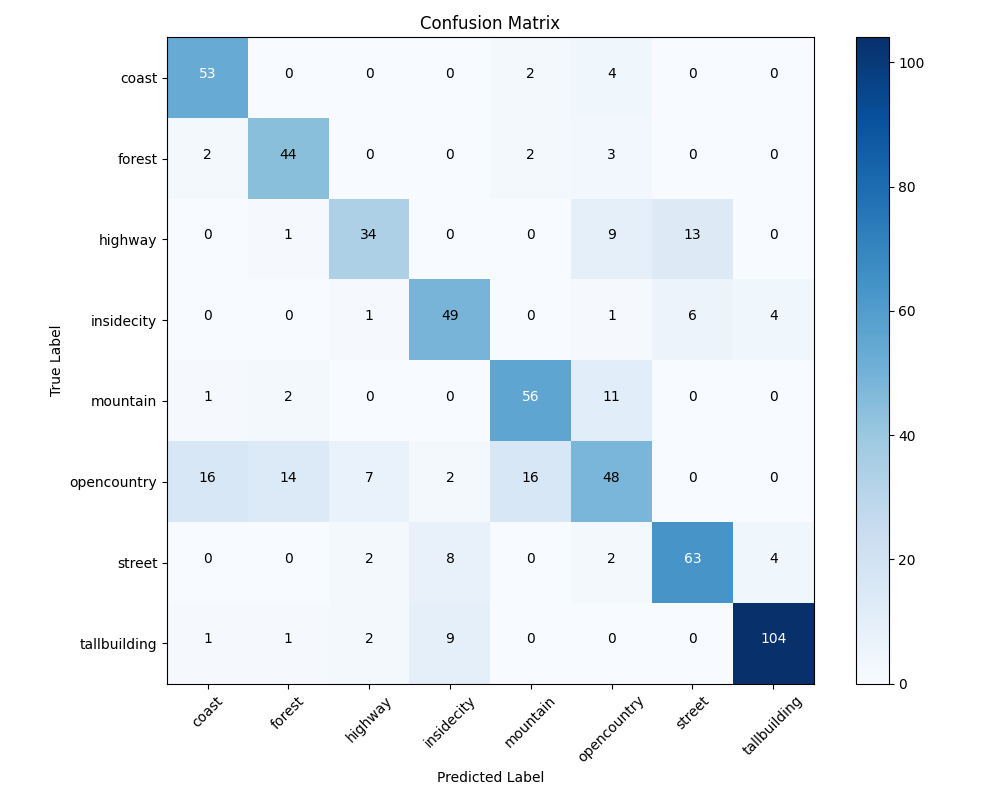 Confusion Matrix
coast 53 0 0 0 2 4 0 0
forest 2 44 0 0 2 3 0 0
highway 0 1 34 0 0 9 13 0
insidecity 0 0 1 49 0 1 6 4
mountain 1 2 0 0 56 11 0 0
opencountry 16 14 7 2 16 48 0 0
street 0 0 2 8 0 2 63 4
tallbuilding 1 1 2 9 0 0 0 104
coast forest highway insidecity mountain opencountry street tallbuilding
Predicted Label
True Label
100
80
60
40
20
0